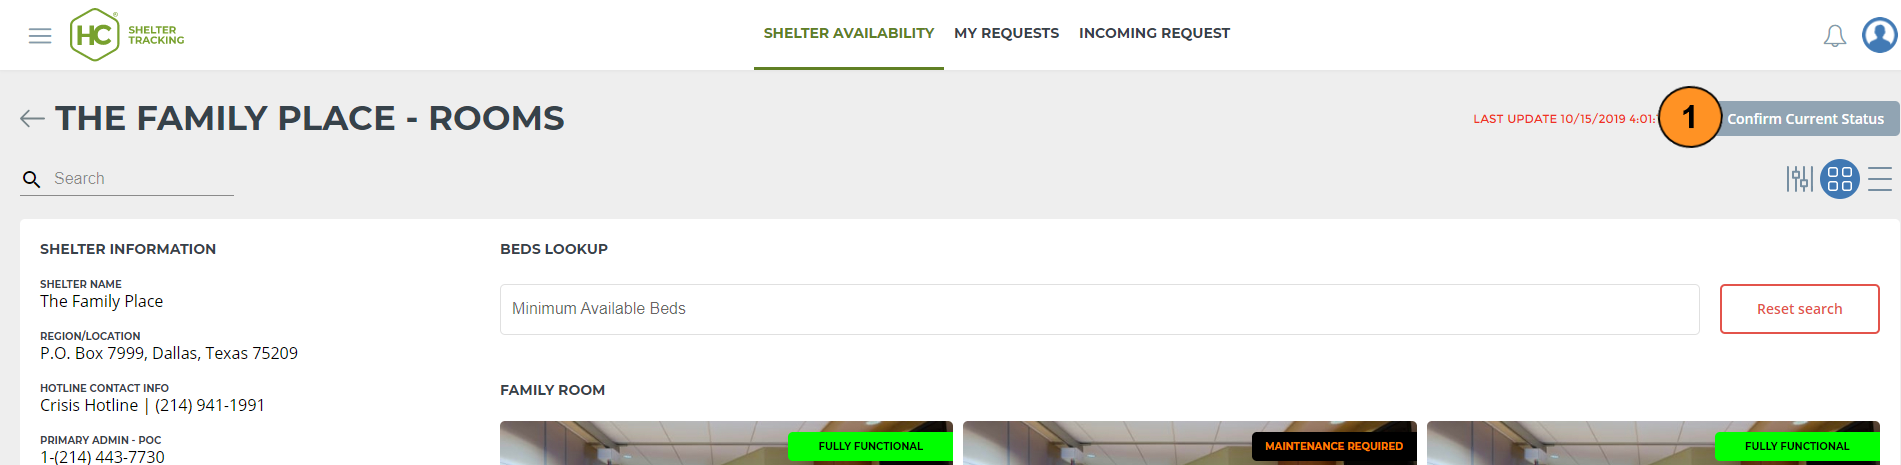 HC®
SHELTER
TRACKING
SHELTER AVAILABILITY
MY REQUESTS
INCOMING REQUEST
THE FAMILY PLACE - ROOMS
LAST UPDATE 10/15/2019 4:01:
1
Confirm Current Status
Search
SHELTER INFORMATION
SHELTER NAME
The Family Place
REGION/LOCATION
P.O. Box 7999, Dallas, Texas 75209
HOTLINE CONTACT INFO
Crisis Hotline | (214) 941-1991
PRIMARY ADMIN - POC
1-(214) 443-7730
BEDS LOOKUP
Minimum Available Beds
Reset search
FAMILY ROOM
FULLY FUNCTIONAL
MAINTENANCE REQUIRED
FULLY FUNCTIONAL